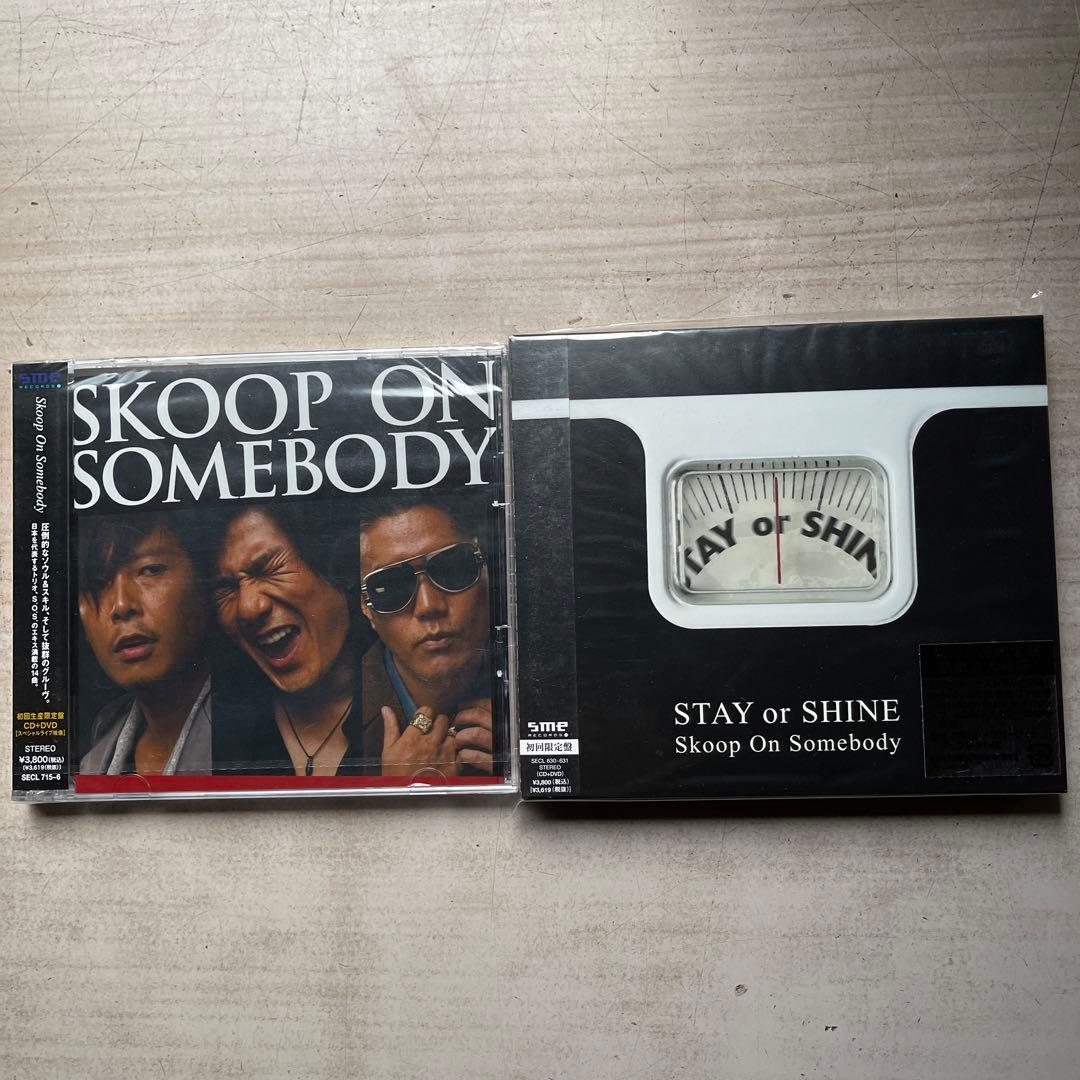 sme
RECORDS
Skoop On Somebody
圧倒的なソウル&スキル、そして抜群のグルーヴ。
日本を代表するトリオ、S.O.S.のエキス満載の14曲。
初回生産限定盤
CD+DVD
[スペシャルライブ映像]
STEREO
¥3,800(税込)
(¥3,619(税抜))
SECL 715-6
SKOOP ON
SOMEBODY
STAY or SHIN
STAY or SHINE
Skoop On Somebody
sme
RECORDS
初回限定盤
SECL 630-631
STEREO
(CD+DVD)
¥3,800(税込)
[¥3,619(税抜)]